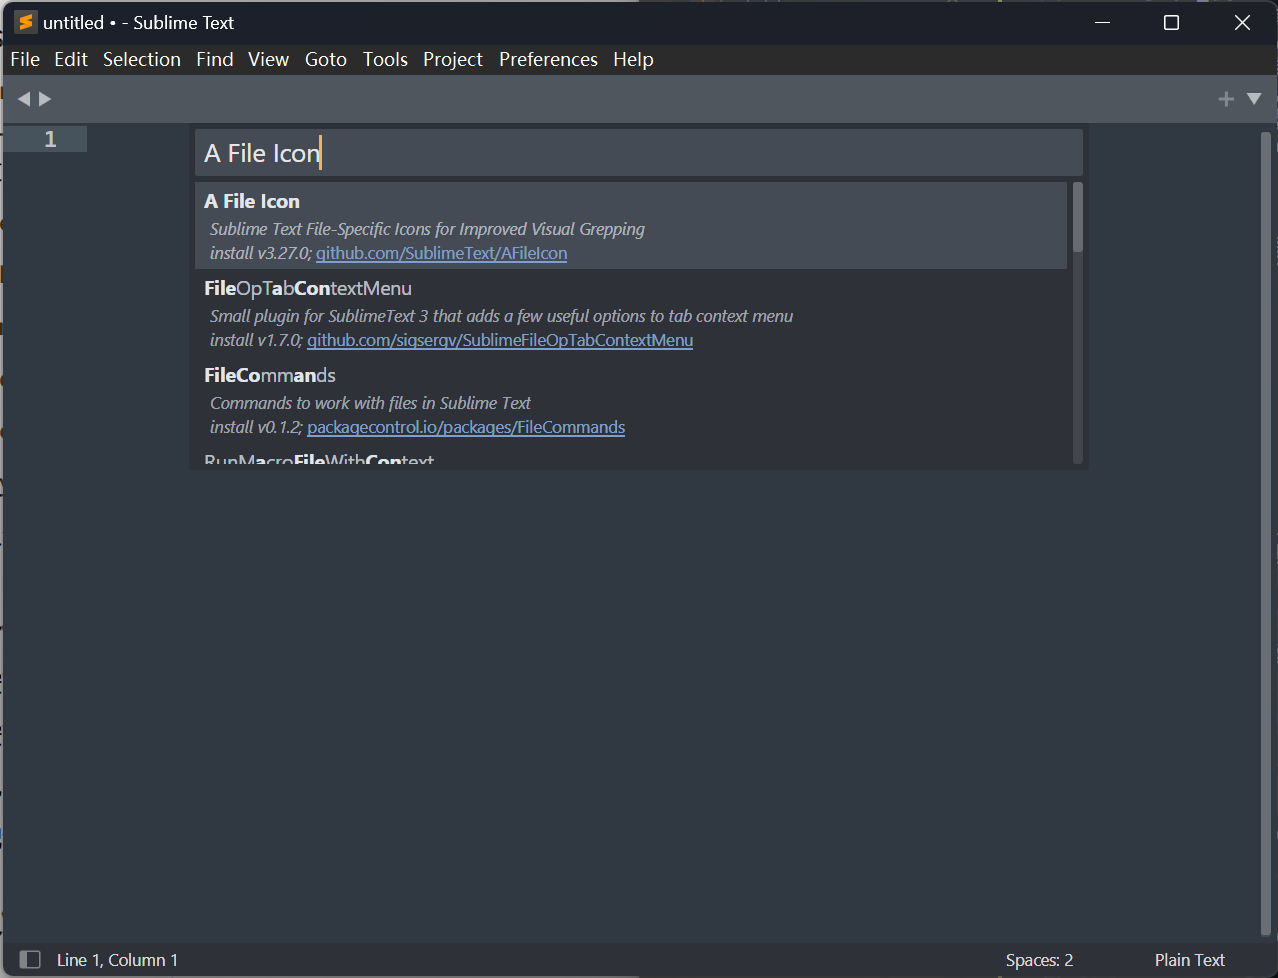 untitled • - Sublime Text
File Edit Selection Find View Goto Tools Project Preferences Help
1
A File Icon
A File Icon
Sublime Text File-Specific Icons for Improved Visual Grepping
install v3.27.0; github.com/SublimeText/AFileIcon
FileOpTabContextMenu
Small plugin for SublimeText 3 that adds a few useful options to tab context menu
install v1.7.0; github.com/sigsergv/SublimeFileOpTabContextMenu
FileCommands
Commands to work with files in Sublime Text
install v0.1.2; packagecontrol.io/packages/FileCommands
RunMacroFileWithContext
Line 1, Column 1
Spaces: 2
Plain Text